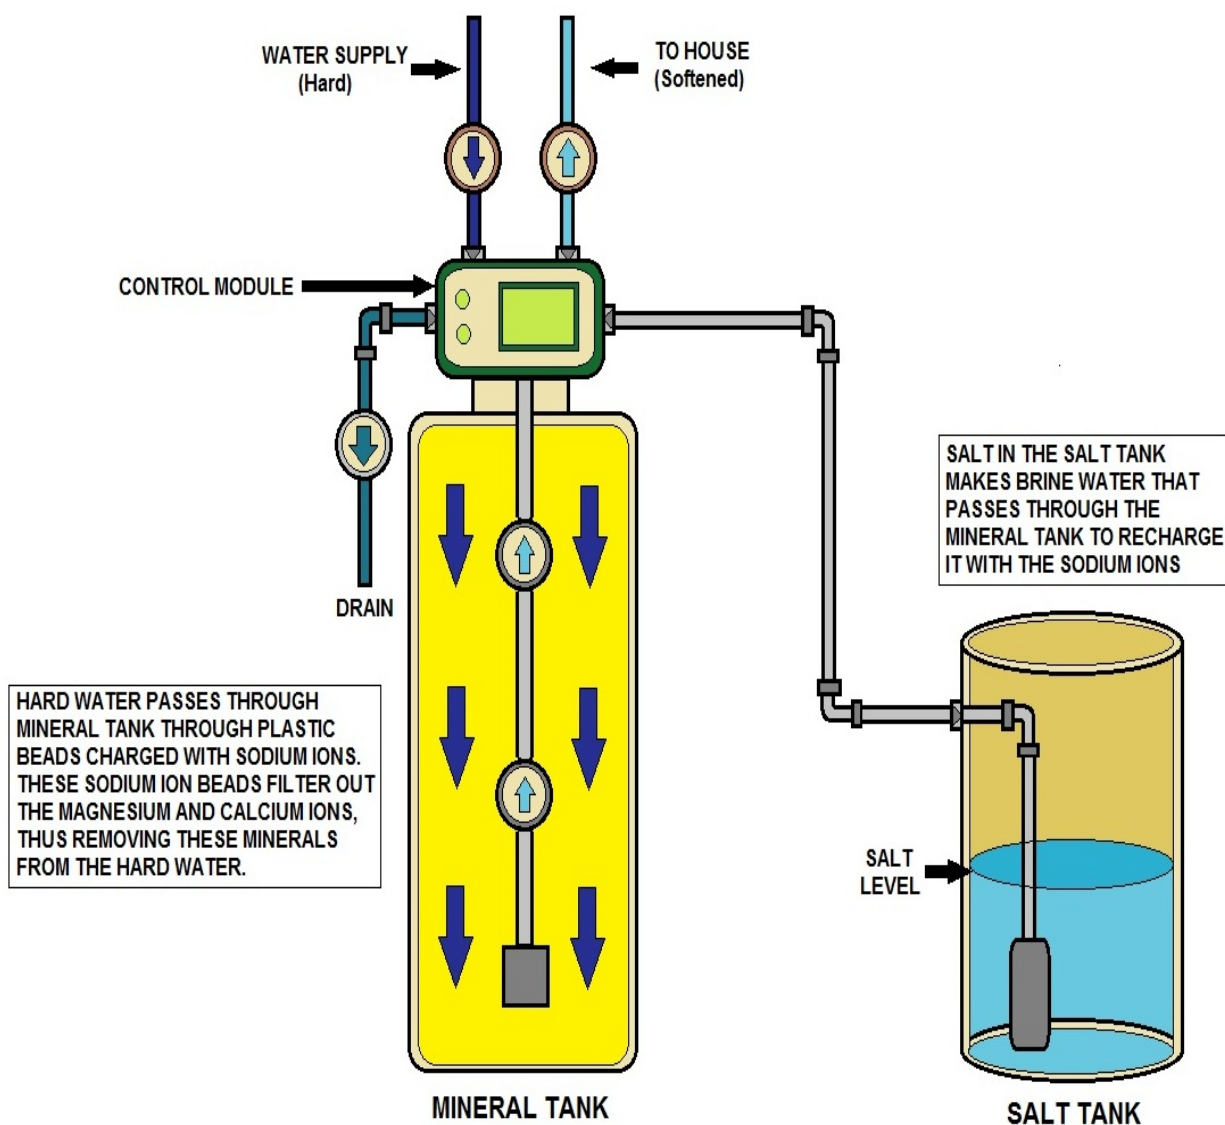 WATER SUPPLY
(Hard)
TO HOUSE
(Softened)
CONTROL MODULE
DRAIN
SALT IN THE SALT TANK
MAKES BRINE WATER THAT
PASSES THROUGH THE
MINERAL TANK TO RECHARGE
IT WITH THE SODIUM IONS
HARD WATER PASSES THROUGH
MINERAL TANK THROUGH PLASTIC
BEADS CHARGED WITH SODIUM IONS.
THESE SODIUM ION BEADS FILTER OUT
THE MAGNESIUM AND CALCIUM IONS,
THUS REMOVING THESE MINERALS
FROM THE HARD WATER.
SALT
LEVEL
MINERAL TANK
SALT TANK